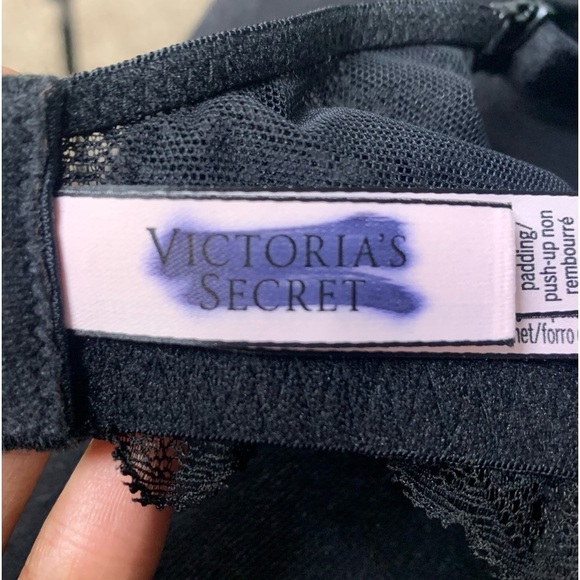 VICTORIA'S
SECRET
padding/
push-up non
rembourré
net/forro